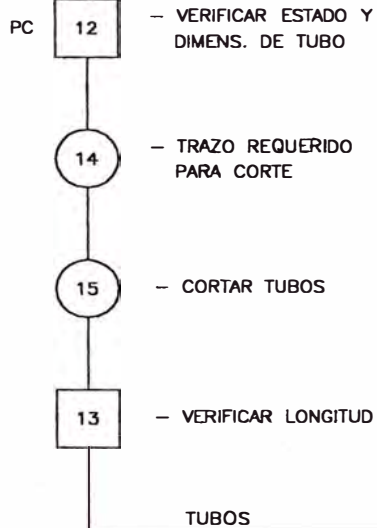 PC 12 – VERIFICAR ESTADO Y
DIMENS. DE TUBO
14 – TRAZO REQUERIDO
PARA CORTE
15 – CORTAR TUBOS
13 – VERIFICAR LONGITUD
TUBOS